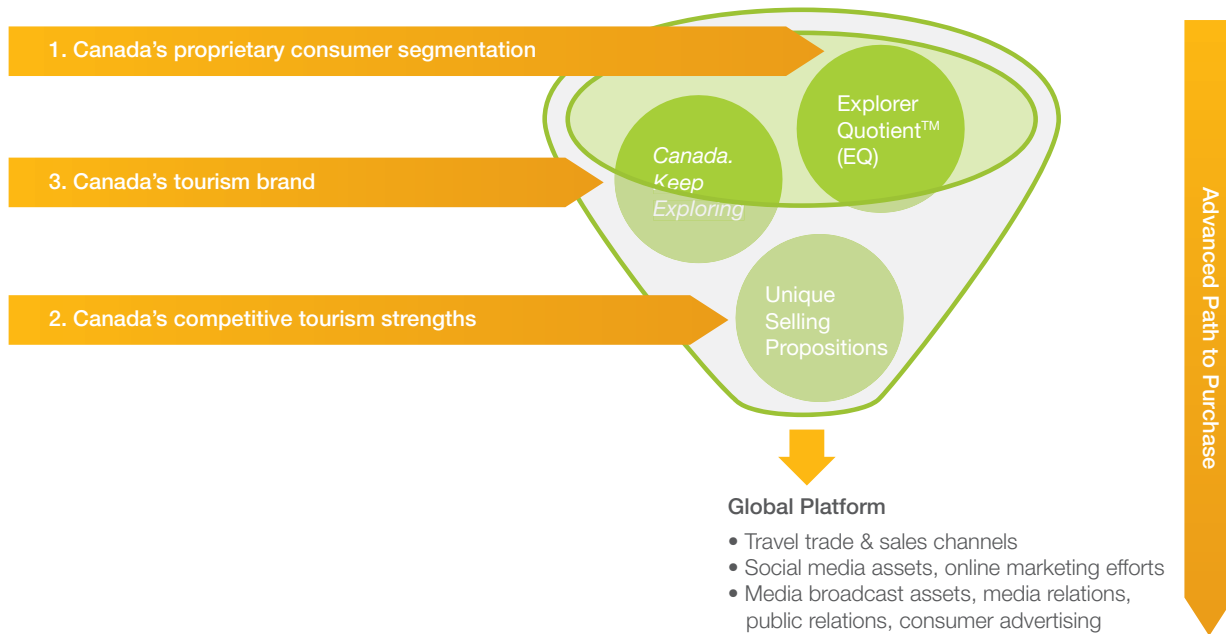 1. Canada’s proprietary consumer segmentation
Explorer
Quotient™
(EQ)
3. Canada’s tourism brand
Canada.
Keep
Exploring
2. Canada’s competitive tourism strengths
Unique
Selling
Propositions
Global Platform
• Travel trade & sales channels
• Social media assets, online marketing efforts
• Media broadcast assets, media relations,
public relations, consumer advertising
Advanced Path to Purchase